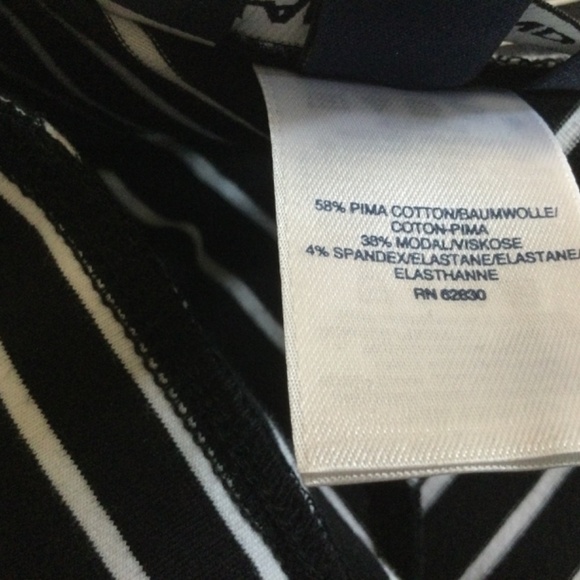 58% PIMA COTTON/BAUMWOLLE/
COTON-PIMA
38% MODAL/VISKOSE
4% SPANDEX/ELASTANE/ELASTANE/
ELASTHANNE
RN 62830